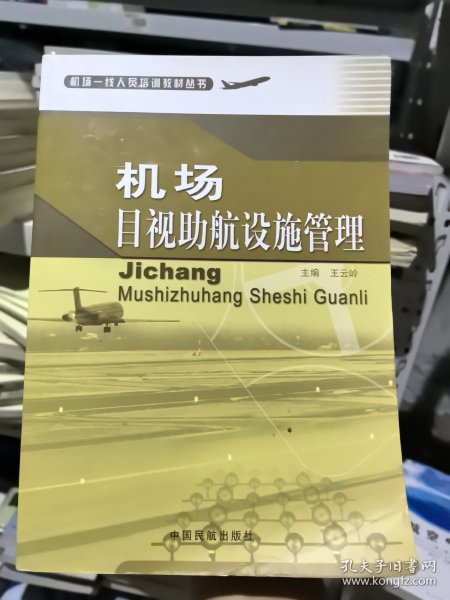 机场一线人员培训教材丛书
机场
目视助航设施管理
Jichang
主编 王云岭
Mushizhuhang Sheshi Guanli
中国民航出版社
孔夫子旧书网
www.kongfz.com